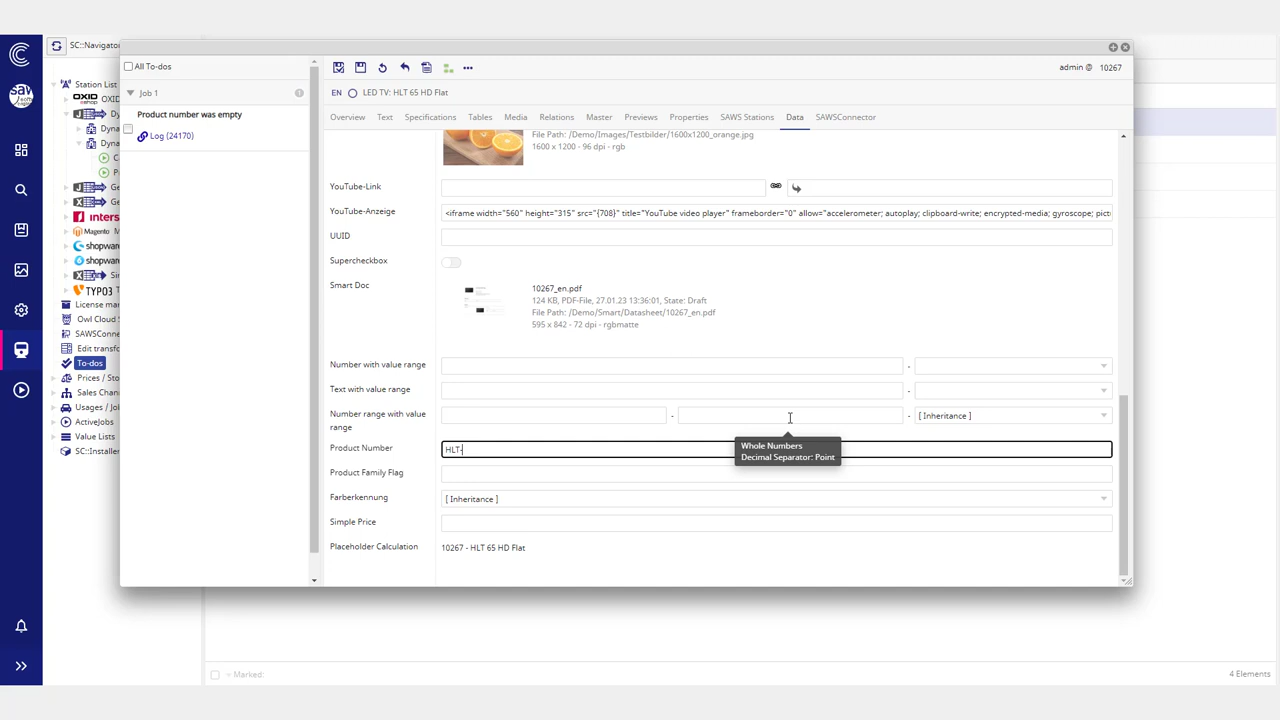 SC::Navigator
All To-dos
admin @ 10267
Job 1
EN LED TV: HLT 65 HD Flat
Station List
OXID
Product number was empty
Overview Text Specifications Tables Media Relations Master Previews Properties SAWS Stations Data SAWSConnector
Log (24170)
File Path: /Demo/Images/Testbilder/1600x1200_orange.jpg
1600 x 1200 - 96 dpi - rgb
YouTube-Link
YouTube-Anzeige <iframe width="560" height="315" src="{708}" title="YouTube video player" frameborder="0" allow="accelerometer; autoplay; clipboard-write; encrypted-media; gyroscope; pict
UUID
Magento
shopware
Supercheckbox
shopware
Smart Doc
10267_en.pdf
124 KB, PDF-File, 27.01.23 13:36:01, State: Draft
TYPO3
File Path: /Demo/Smart/Datasheet/10267_en.pdf
License ma
595 x 842 - 72 dpi - rgbmatte
Owl Cloud S
SAWSConne
Edit transfo
To-dos
Number with value range -
Prices / Sto
Text with value range -
Sales Chan
Usages / Jo
Number range with value range - - [ Inheritance ]
ActiveJobs
Value Lists
Whole Numbers
Decimal Separator: Point
Product Number HLT-
SC::Installer
Product Family Flag
Farberkennung [ Inheritance ]
Simple Price
Placeholder Calculation 10267 - HLT 65 HD Flat
Marked:
4 Elements